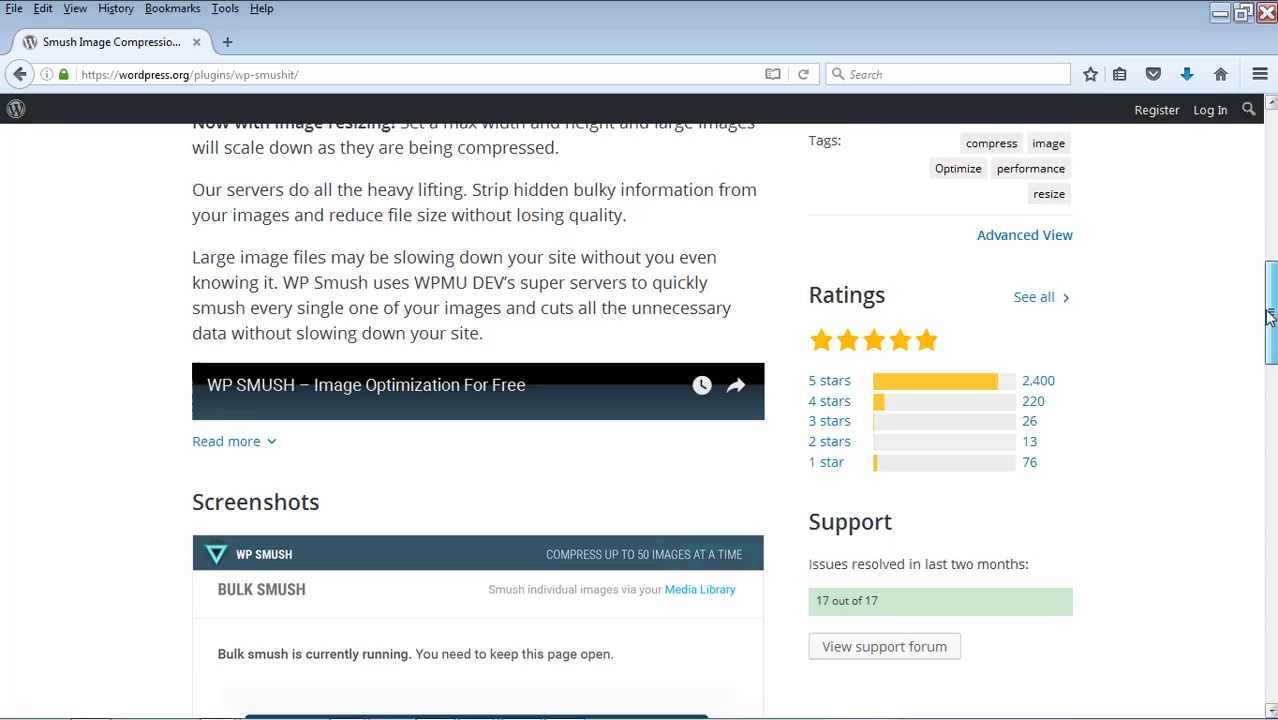 File Edit View History Bookmarks Tools Help
Smush Image Compressio...
https://wordpress.org/plugins/wp-smushit/
Search
Register Log In
Now with image resizing! Set a max width and height and large images
will scale down as they are being compressed.
Our servers do all the heavy lifting. Strip hidden bulky information from
your images and reduce file size without losing quality.
Large image files may be slowing down your site without you even
knowing it. WP Smush uses WPMU DEV’s super servers to quickly
smush every single one of your images and cuts all the unnecessary
data without slowing down your site.
WP SMUSH – Image Optimization For Free
Read more
Screenshots
WP SMUSH COMPRESS UP TO 50 IMAGES AT A TIME
BULK SMUSH Smush individual images via your Media Library
Bulk smush is currently running. You need to keep this page open.
Tags: compress image
Optimize performance
resize
Advanced View
Ratings See all
5 stars 2,400
4 stars 220
3 stars 26
2 stars 13
1 star 76
Support
Issues resolved in last two months:
17 out of 17
View support forum